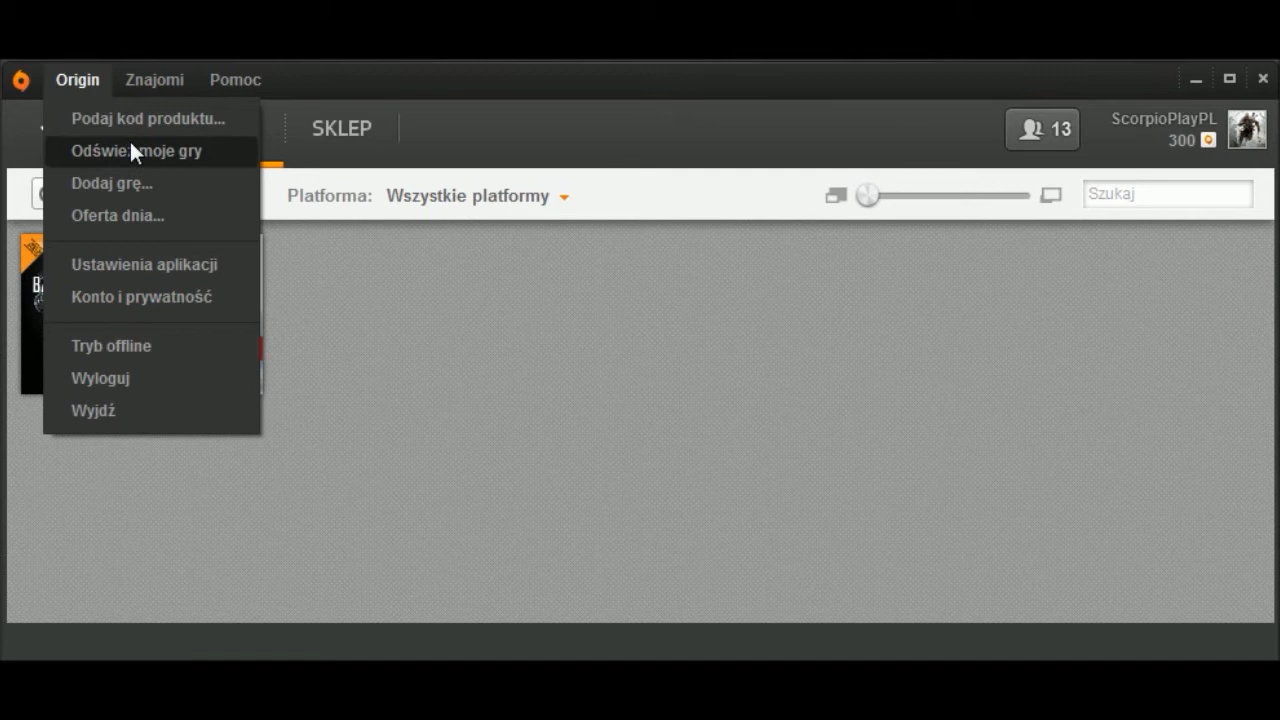 Origin Znajomi Pomoc
Podaj kod produktu...
Odśwież moje gry
Dodaj grę...
Oferta dnia...
Ustawienia aplikacji
Konto i prywatność
Tryb offline
Wyloguj
Wyjdź
SKLEP
13
ScorpioPlayPL
300
Platforma: Wszystkie platformy
Szukaj